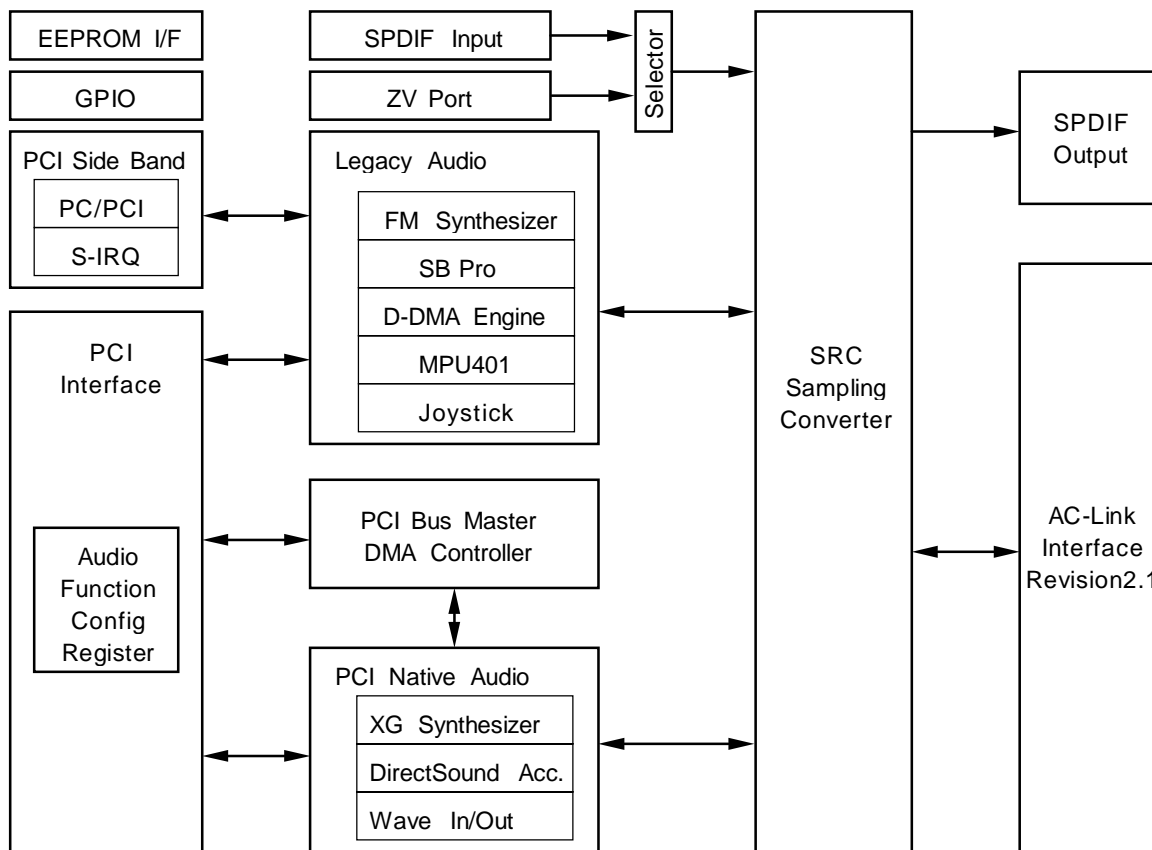 EEPROM I/F
GPIO
PCI Side Band
PC/PCI
S-IRQ
PCI
Interface
Audio
Function
Config
Register
SPDIF Input
ZV Port
Selector
Legacy Audio
FM Synthesizer
SB Pro
D-DMA Engine
MPU401
Joystick
PCI Bus Master
DMA Controller
PCI Native Audio
XG Synthesizer
DirectSound Acc.
Wave In/Out
SRC
Sampling
Converter
SPDIF
Output
AC-Link
Interface
Revision2.1